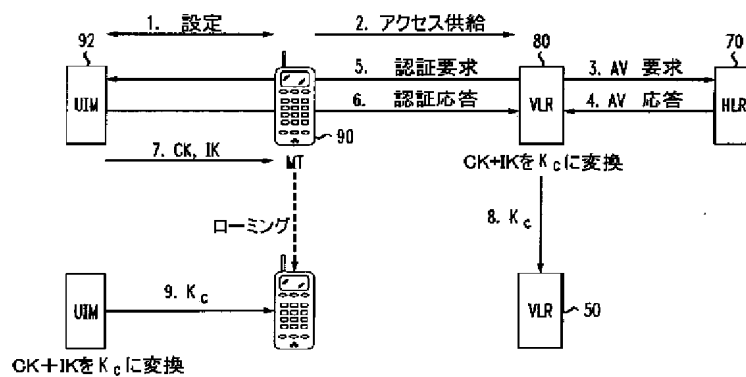 1. 設定
2. アクセス供給
92
80
70
5. 認証要求
3. AV 要求
UIM
VLR
HLR
6. 認証応答
4. AV 応答
90
7. CK, IK
MT
CK+IKをKcに変換
ローミング
8. Kc
9. Kc
UIM
VLR
50
CK+IKをKcに変換